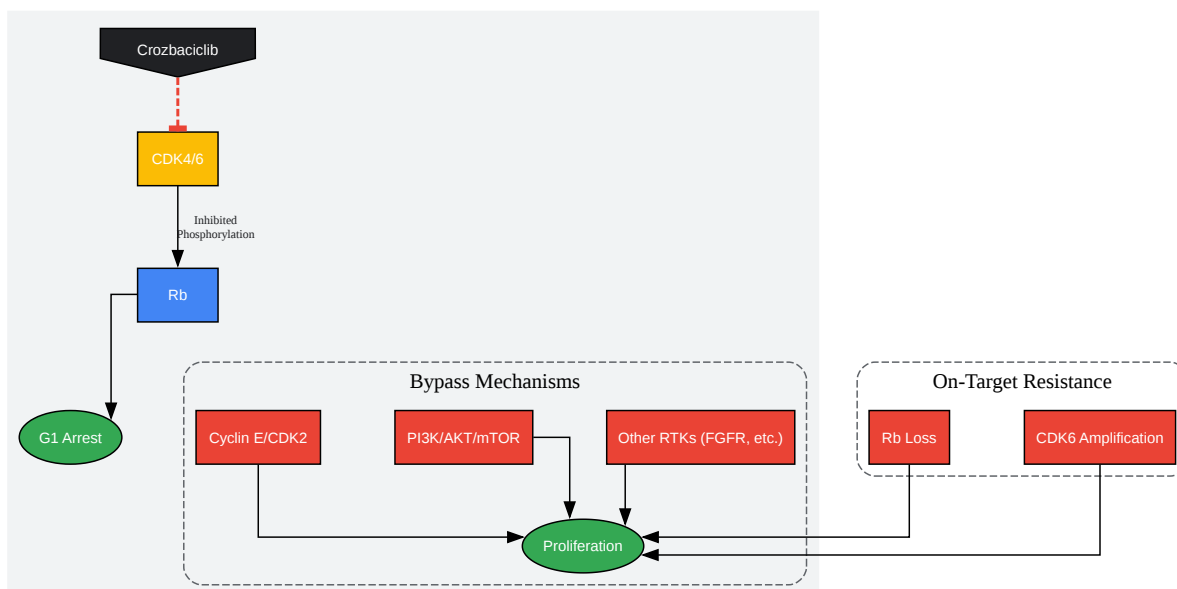 Crozbaciclib
CDK4/6
Inhibited
Phosphorylation
Rb
Bypass Mechanisms
On-Target Resistance
G1 Arrest
Cyclin E/CDK2
PI3K/AKT/mTOR
Other RTKs (FGFR, etc.)
Rb Loss
CDK6 Amplification
Proliferation